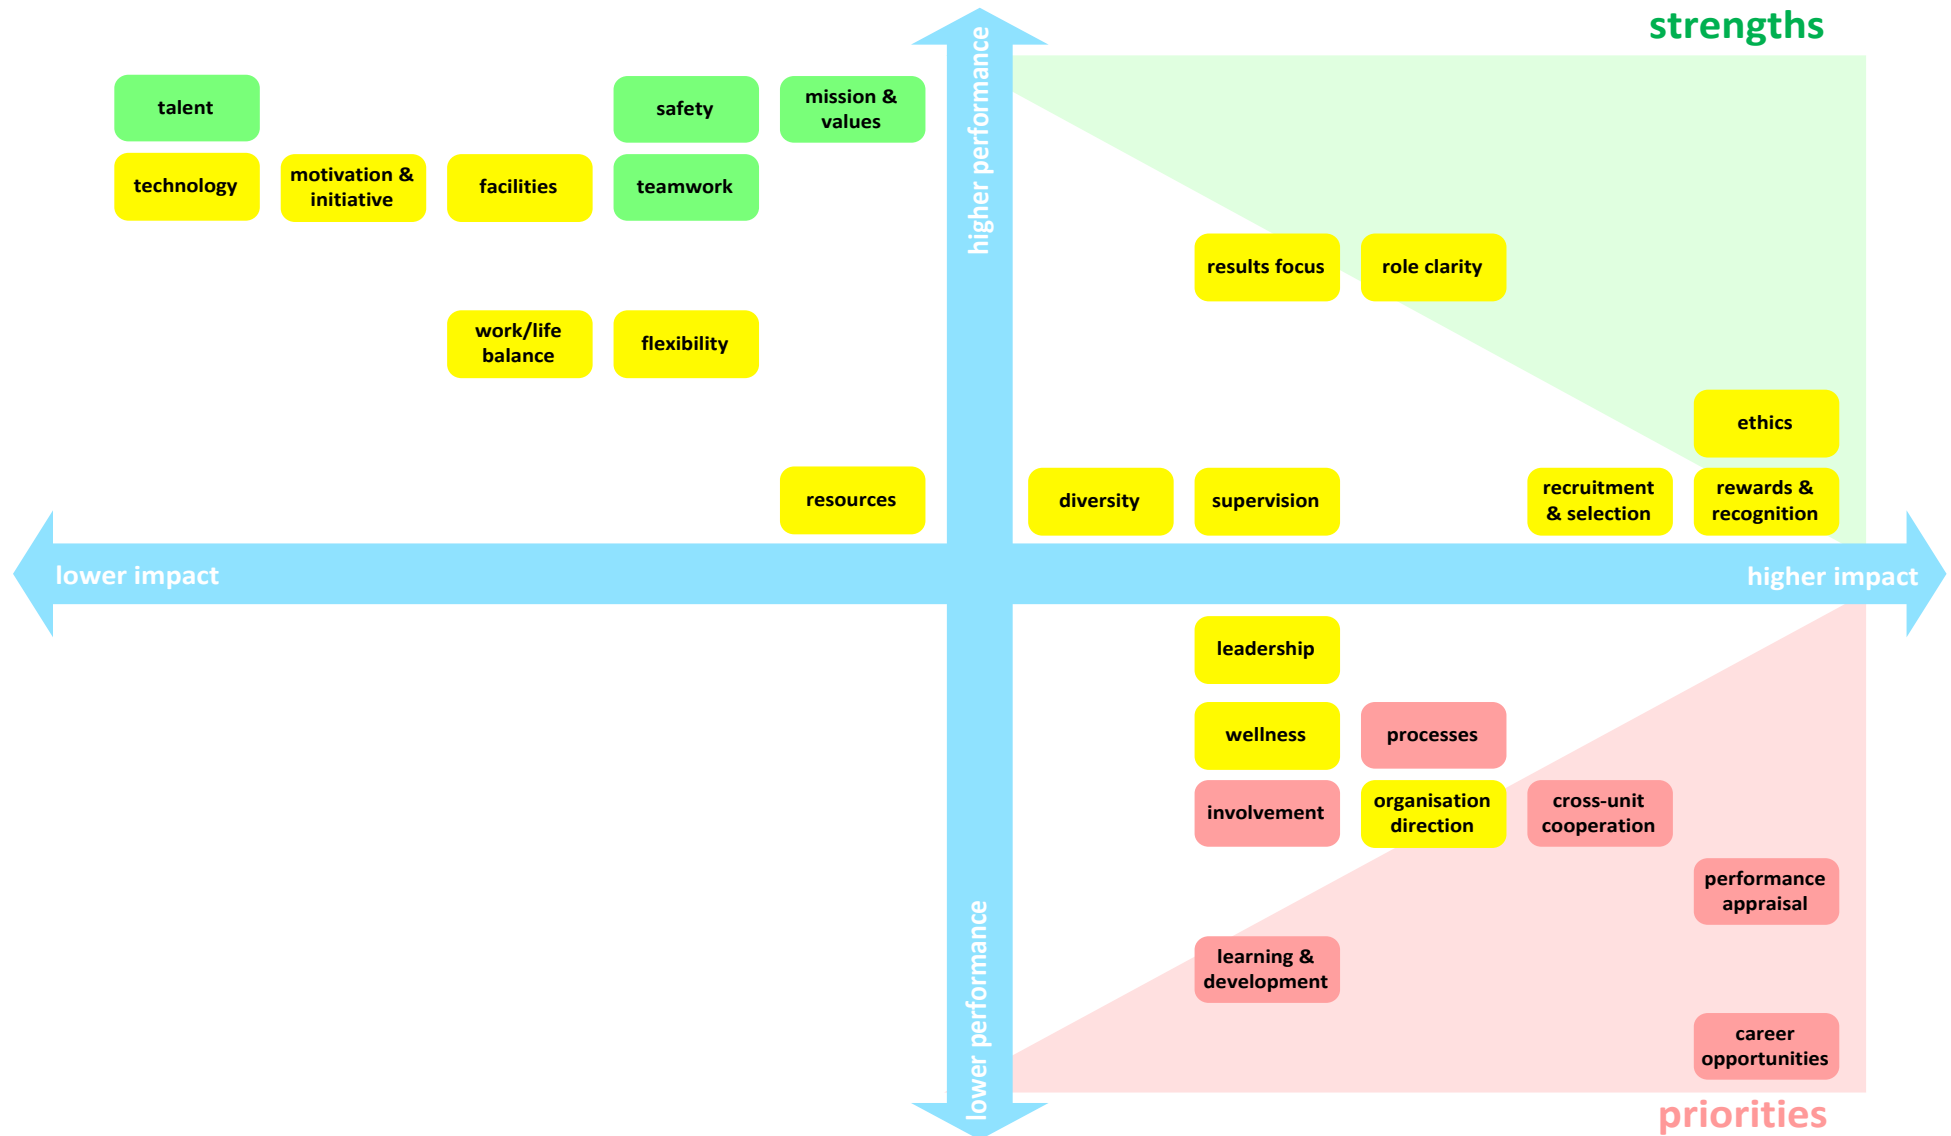 strengths
higher performance
talent
safety
mission &
values
technology
motivation &
initiative
facilities
teamwork
results focus
role clarity
work/life
balance
flexibility
ethics
resources
diversity
supervision
recruitment
& selection
rewards &
recognition
lower impact
higher impact
leadership
wellness
processes
involvement
organisation
direction
cross-unit
cooperation
performance
appraisal
lower performance
learning &
development
career
opportunities
priorities